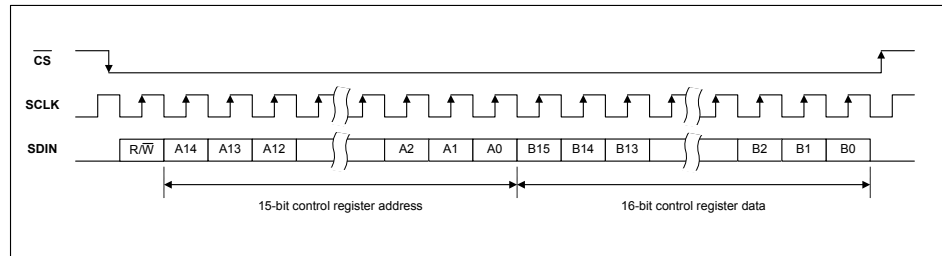 CS
SCLK
SDIN R/W A14 A13 A12 A2 A1 A0 B15 B14 B13 B2 B1 B0
15-bit control register address 16-bit control register data